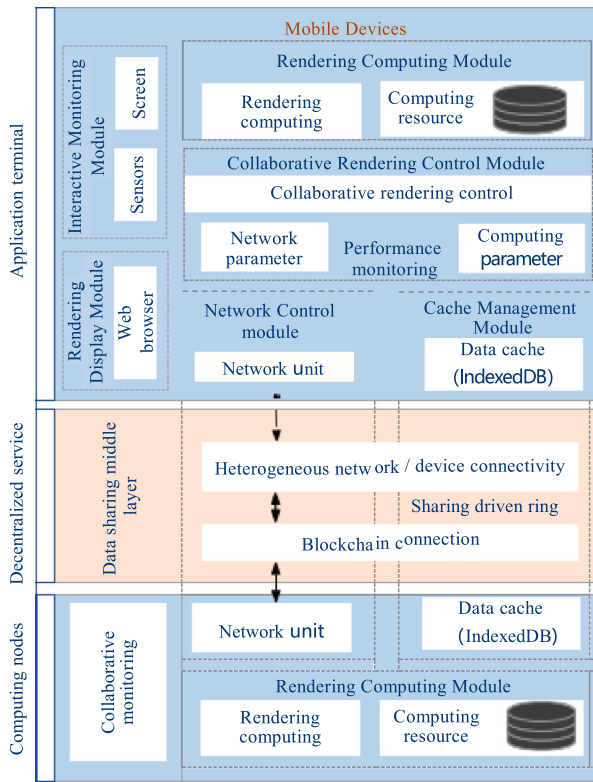 Application terminal
Mobile Devices
Interactive Monitoring
Module
Screen
Sensors
Rendering Computing Module
Rendering
computing
Computing
resource
Collaborative Rendering Control Module
Collaborative rendering control
Network
parameter
Performance
monitoring
Computing
parameter
Rendering
Display Module
Web
browser
Network Control
module
Network unit
Cache Management
Module
Data cache
(IndexedDB)
Decentralized service
Data sharing middle
layer
Heterogeneous network / device connectivity
Sharing driven ring
Blockchain connection
Computing nodes
Collaborative
monitoring
Network unit
Data cache
(IndexedDB)
Rendering Computing Module
Rendering
computing
Computing
resource